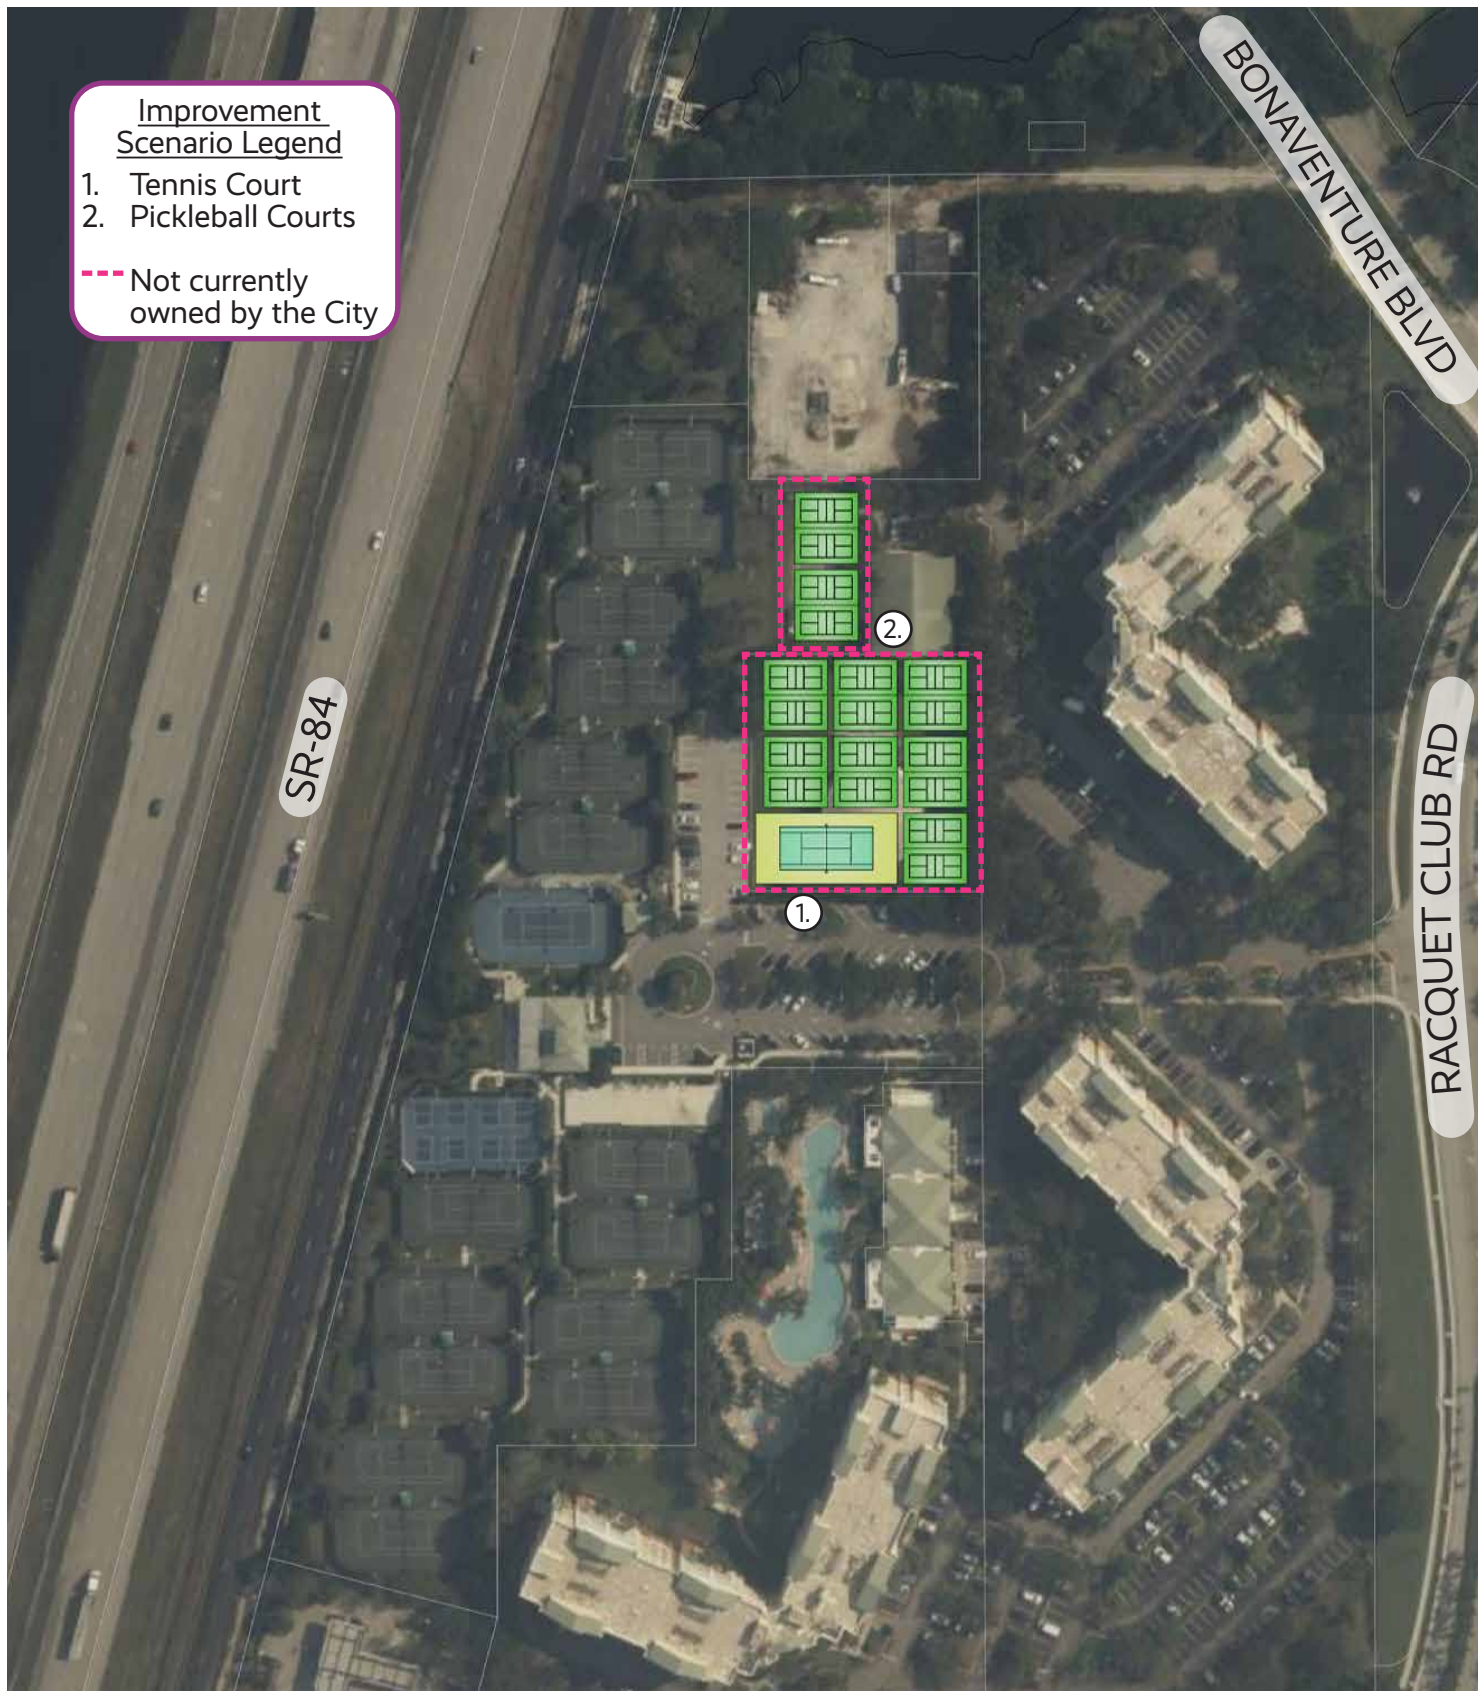 Improvement
Scenario Legend
1. Tennis Court
2. Pickleball Courts
Not currently
owned by the City
BONAVENTURE BLVD
SR-84
RACQUET CLUB RD
2.
1.